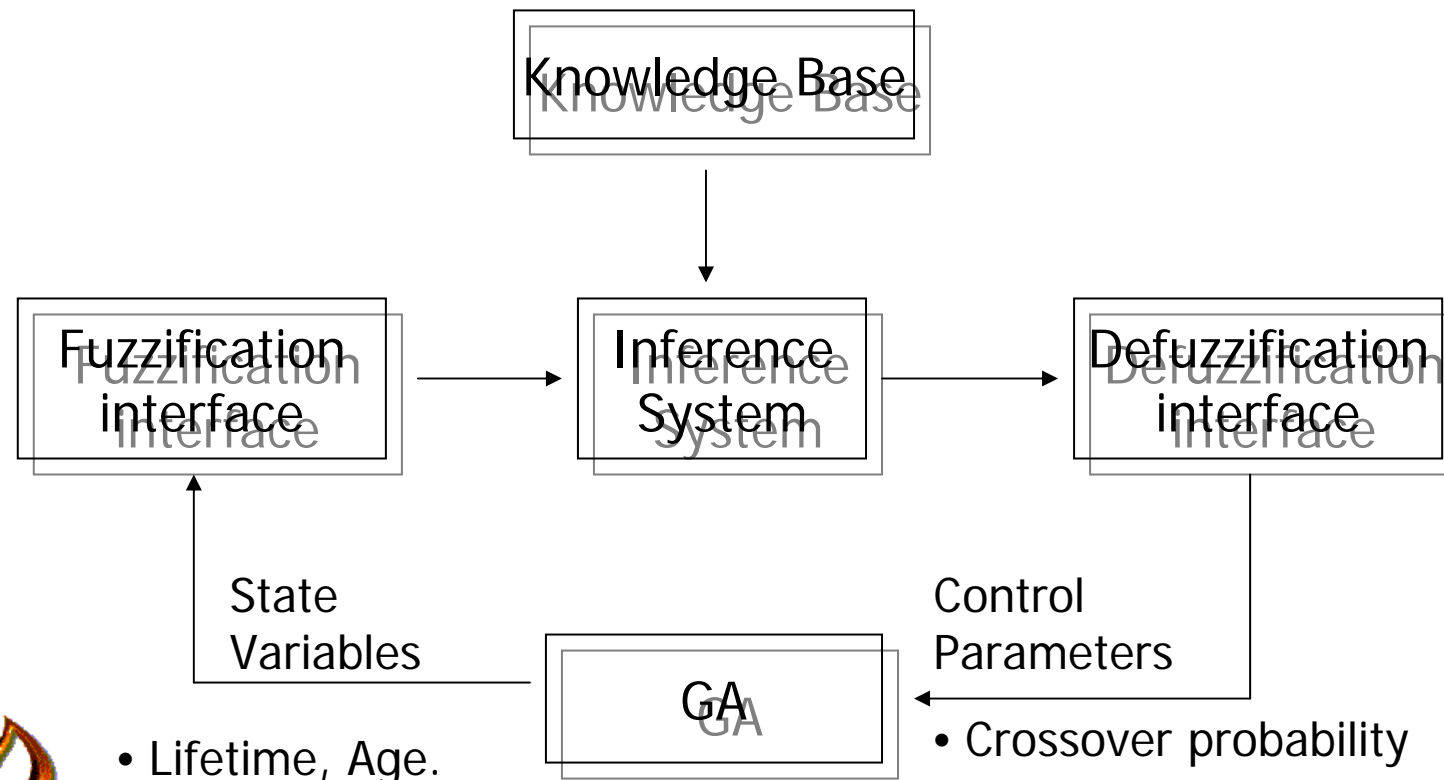 Knowledge Base
Fuzzification
interface
Inference
System
Defuzzification
interface
State
Variables
Control
Parameters
GA
• Lifetime, Age.
• Crossover probability